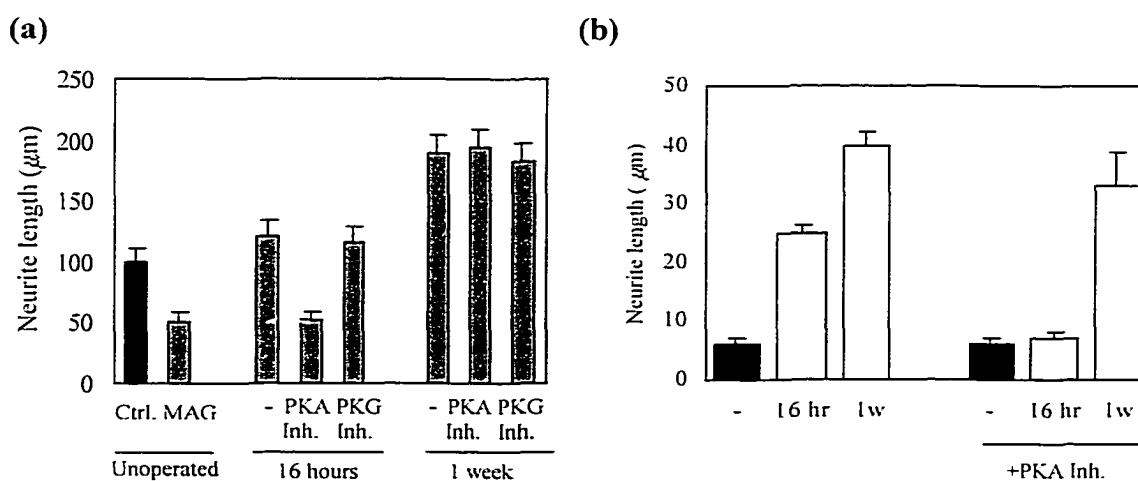 (a)
Neurite length (μm)
250
200
150
100
50
0
Ctrl. MAG
- PKA PKG
Inh. Inh.
- PKA PKG
Inh. Inh.
Unoperated
16 hours
1 week
(b)
Neurite length ( μm)
50
40
30
20
10
0
-
16 hr
1w
-
16 hr
1w
+PKA Inh.